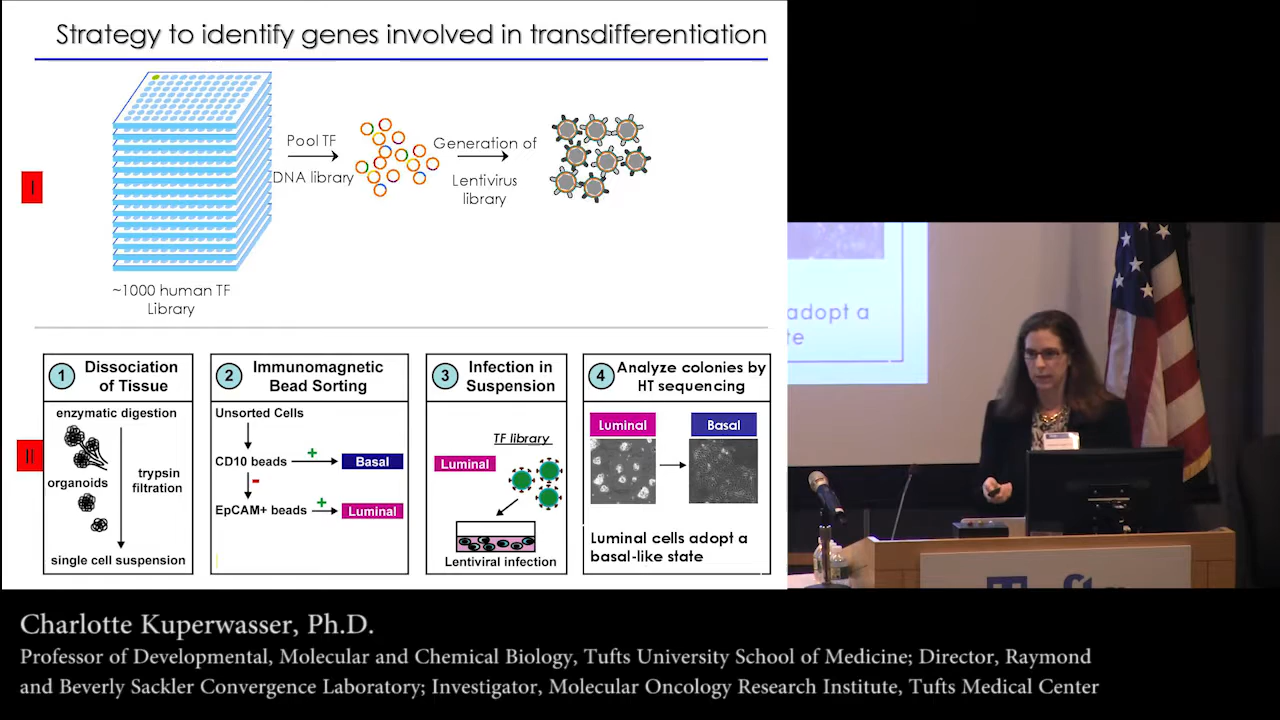 Strategy to identify genes involved in transdifferentiation
I
Pool TF
DNA library
Generation of
Lentivirus
library
~1000 human TF
Library
II
1
Dissociation
of Tissue
enzymatic digestion
organoids
trypsin
filtration
single cell suspension
2
Immunomagnetic
Bead Sorting
Unsorted Cells
CD10 beads
+
Basal
-
EpCAM+ beads
+
Luminal
3
Infection in
Suspension
TF library
Luminal
Lentiviral infection
4
Analyze colonies by
HT sequencing
Luminal
Basal
Luminal cells adopt a
basal-like state
adopt a
Charlotte Kuperwasser, Ph.D.
Professor of Developmental, Molecular and Chemical Biology, Tufts University School of Medicine; Director, Raymond
and Beverly Sackler Convergence Laboratory; Investigator, Molecular Oncology Research Institute, Tufts Medical Center